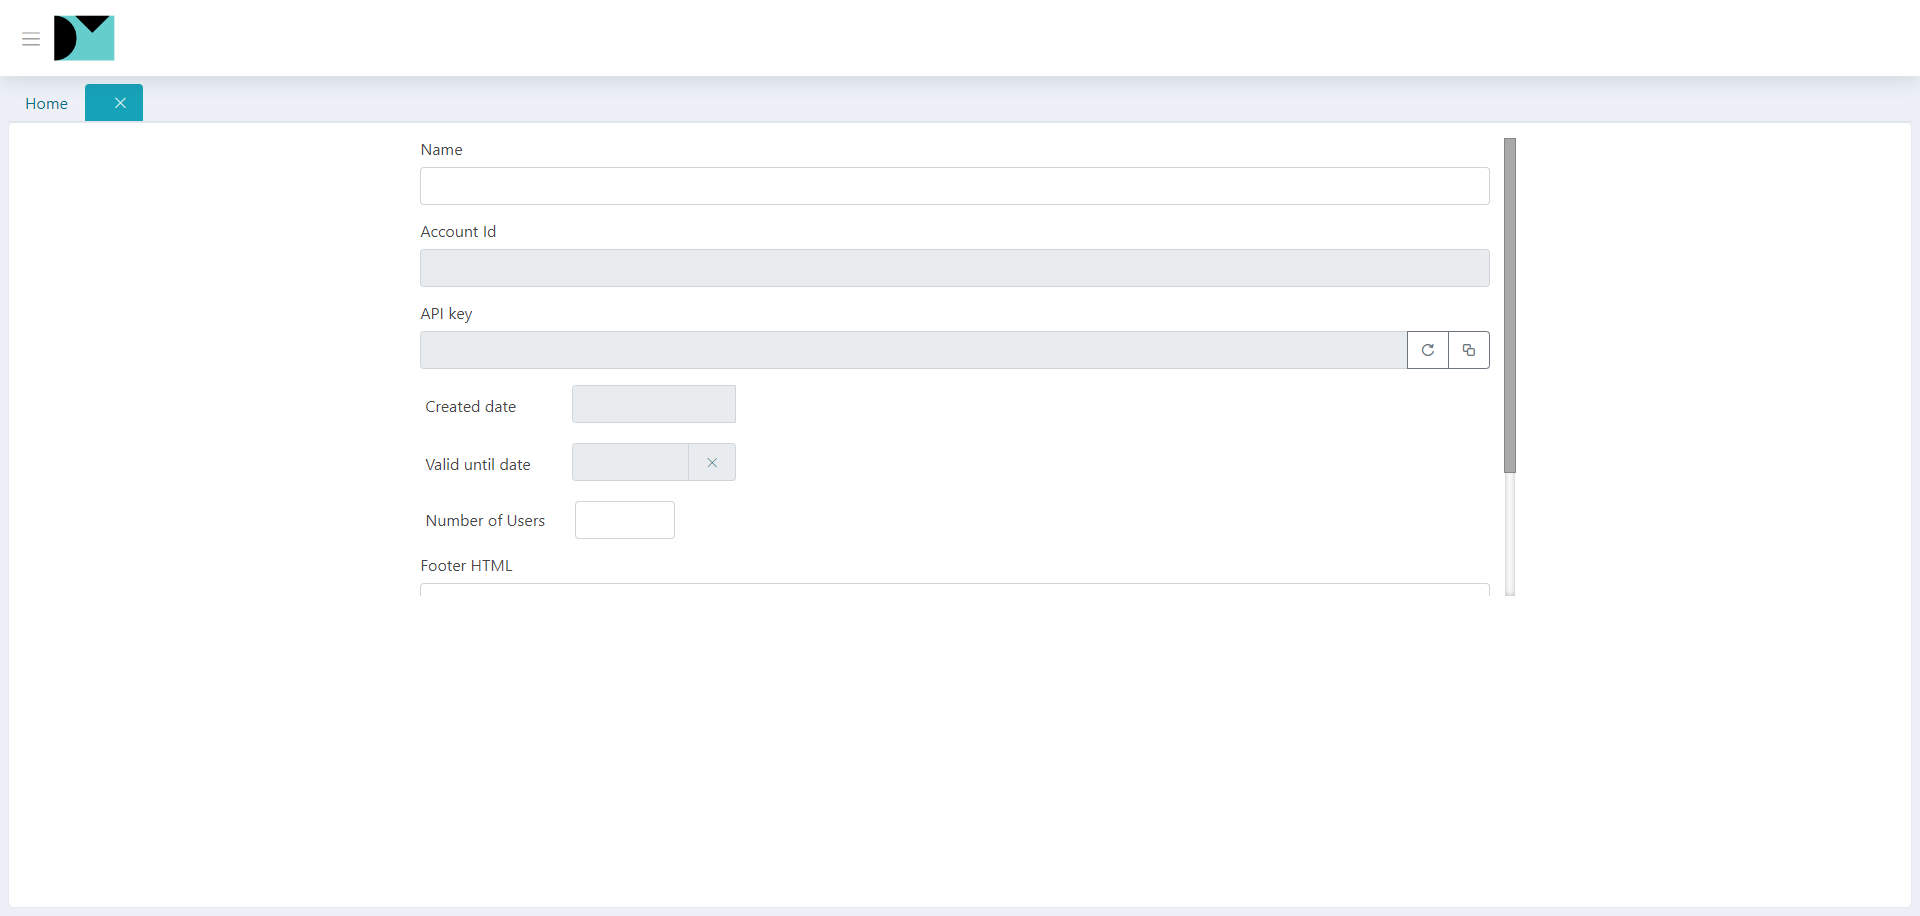 Home
Name
Account Id
API key
Created date
Valid until date
Number of Users
Footer HTML